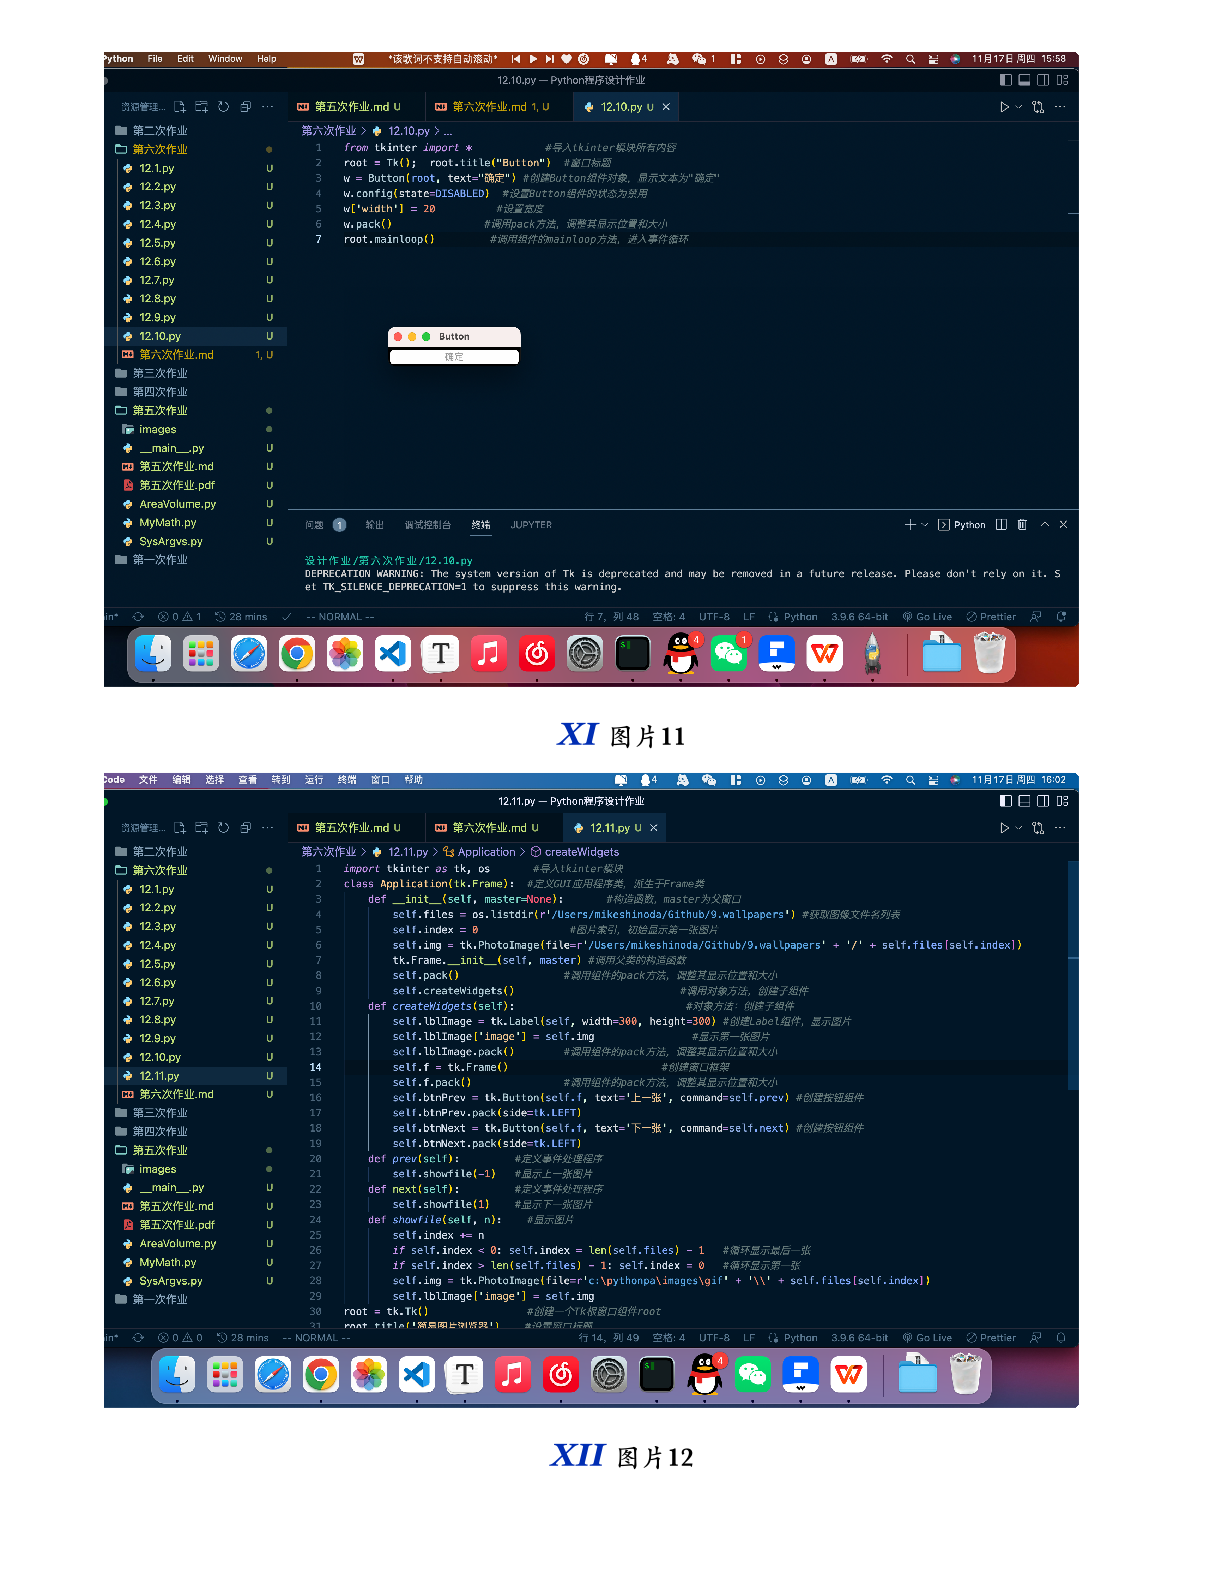 Python File Edit Window Help *该歌词不支持自动滚动* 4 1 A 11月17日 周四 15:58
12.10.py — Python程序设计作业
资源管理... 第五次作业.md U 第六次作业.md 1, U 12.10.py U ×
第六次作业 > 12.10.py > ...
第二次作业
第六次作业
12.1.py U
12.2.py U
12.3.py U
12.4.py U
12.5.py U
12.6.py U
12.7.py U
12.8.py U
12.9.py U
12.10.py U
第六次作业.md 1, U
第三次作业
第四次作业
第五次作业
images
__main__.py U
第五次作业.md U
第五次作业.pdf U
AreaVolume.py U
MyMath.py U
SysArgvs.py U
第一次作业
1 from tkinter import * #导入tkinter模块所有内容
2 root = Tk(); root.title("Button") #窗口标题
3 w = Button(root, text="确定") #创建Button组件对象，显示文本为"确定"
4 w.config(state=DISABLED) #设置Button组件的状态为禁用
5 w['width'] = 20 #设置宽度
6 w.pack() #调用pack方法，调整其显示位置和大小
7 root.mainloop() #调用组件的mainloop方法，进入事件循环
Button
确定
问题 1 输出 调试控制台 终端 JUPYTER Python
设计作业/第六次作业/12.10.py
DEPRECATION WARNING: The system version of Tk is deprecated and may be removed in a future release. Please don't rely on it. S
et TK_SILENCE_DEPRECATION=1 to suppress this warning.
in* 0 1 28 mins -- NORMAL -- 行 7，列 48 空格: 4 UTF-8 LF Python 3.9.6 64-bit Go Live Prettier
4 1
XI 图片11
Code 文件 编辑 选择 查看 转到 运行 终端 窗口 帮助 4 A 11月17日 周四 16:02
12.11.py — Python程序设计作业
资源管理... 第五次作业.md U 第六次作业.md U 12.11.py U ×
第六次作业 > 12.11.py > Application > createWidgets
第二次作业
第六次作业
12.1.py U
12.2.py U
12.3.py U
12.4.py U
12.5.py U
12.6.py U
12.7.py U
12.8.py U
12.9.py U
12.10.py U
12.11.py U
第六次作业.md U
第三次作业
第四次作业
第五次作业
images
__main__.py U
第五次作业.md U
第五次作业.pdf U
AreaVolume.py U
MyMath.py U
SysArgvs.py U
第一次作业
1 import tkinter as tk, os #导入tkinter模块
2 class Application(tk.Frame): #定义GUI应用程序类，派生于Frame类
3 def __init__(self, master=None): #构造函数，master为父窗口
4 self.files = os.listdir(r'/Users/mikeshinoda/Github/9.wallpapers') #获取图像文件名列表
5 self.index = 0 #图片索引，初始显示第一张图片
6 self.img = tk.PhotoImage(file=r'/Users/mikeshinoda/Github/9.wallpapers' + '/' + self.files[self.index])
7 tk.Frame.__init__(self, master) #调用父类的构造函数
8 self.pack() #调用组件的pack方法，调整其显示位置和大小
9 self.createWidgets() #调用对象方法，创建子组件
10 def createWidgets(self): #对象方法：创建子组件
11 self.lblImage = tk.Label(self, width=300, height=300) #创建Label组件，显示图片
12 self.lblImage['image'] = self.img #显示第一张图片
13 self.lblImage.pack() #调用组件的pack方法，调整其显示位置和大小
14 self.f = tk.Frame() #创建窗口框架
15 self.f.pack() #调用组件的pack方法，调整其显示位置和大小
16 self.btnPrev = tk.Button(self.f, text='上一张', command=self.prev) #创建按钮组件
17 self.btnPrev.pack(side=tk.LEFT)
18 self.btnNext = tk.Button(self.f, text='下一张', command=self.next) #创建按钮组件
19 self.btnNext.pack(side=tk.LEFT)
20 def prev(self): #定义事件处理程序
21 self.showfile(-1) #显示上一张图片
22 def next(self): #定义事件处理程序
23 self.showfile(1) #显示下一张图片
24 def showfile(self, n): #显示图片
25 self.index += n
26 if self.index < 0: self.index = len(self.files) - 1 #循环显示最后一张
27 if self.index > len(self.files) - 1: self.index = 0 #循环显示第一张
28 self.img = tk.PhotoImage(file=r'c:\pythonpa\images\gif' + '\\' + self.files[self.index])
29 self.lblImage['image'] = self.img
30 root = tk.Tk() #创建一个Tk根窗口组件root
31 root.title('简易图片浏览器') #设置窗口标题
in* 0 0 28 mins -- NORMAL -- 行 14，列 49 空格: 4 UTF-8 LF Python 3.9.6 64-bit Go Live Prettier
4
XII 图片12